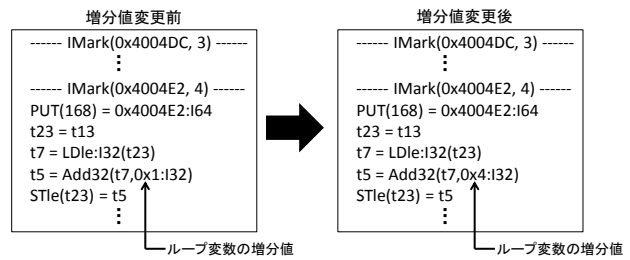 増分値変更前
------ IMark(0x4004DC, 3) ------
⋮
------ IMark(0x4004E2, 4) ------
PUT(168) = 0x4004E2:I64
t23 = t13
t7 = LDle:I32(t23)
t5 = Add32(t7,0x1:I32)
STle(t23) = t5
⋮
ループ変数の増分値
増分値変更後
------ IMark(0x4004DC, 3) ------
⋮
------ IMark(0x4004E2, 4) ------
PUT(168) = 0x4004E2:I64
t23 = t13
t7 = LDle:I32(t23)
t5 = Add32(t7,0x4:I32)
STle(t23) = t5
⋮
ループ変数の増分値